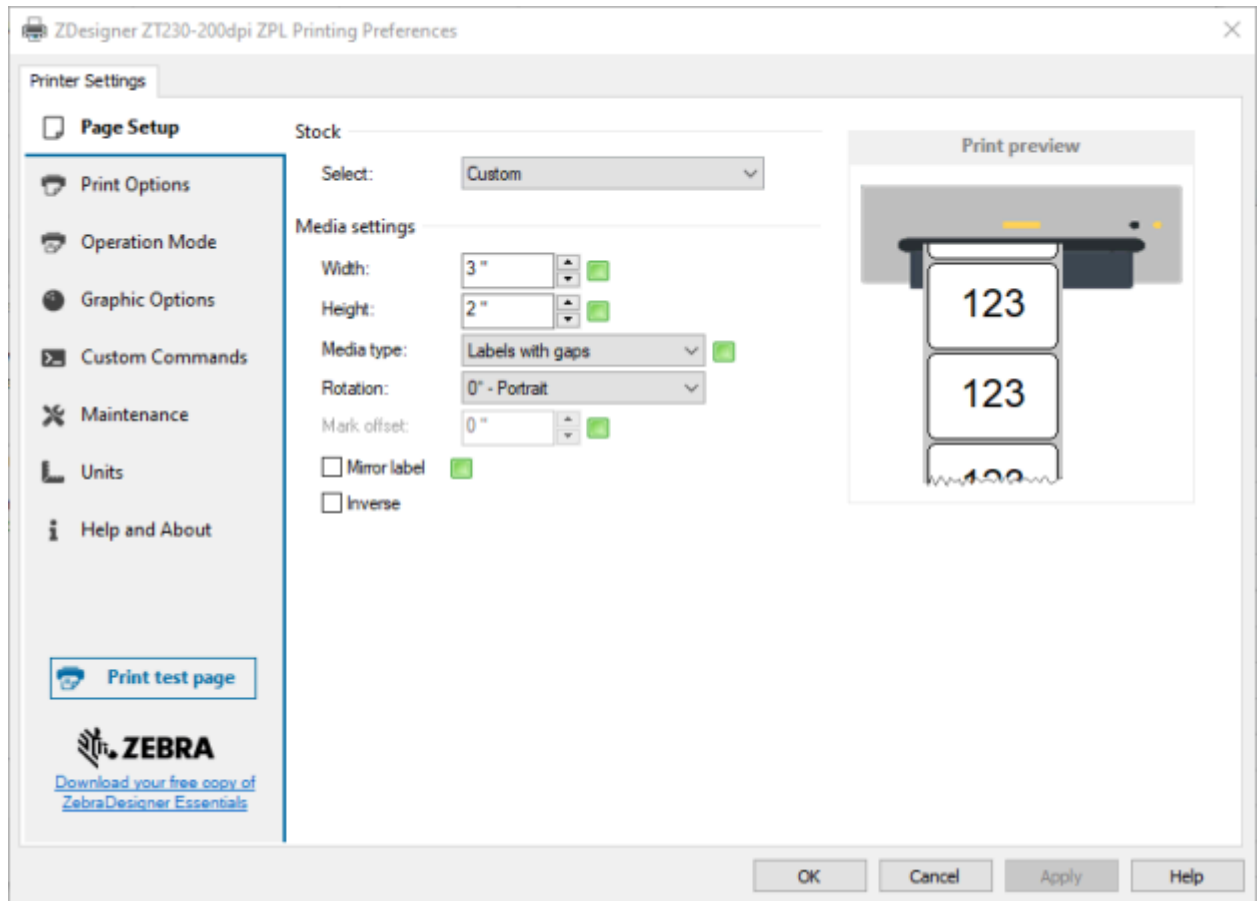 ZDesigner ZT230-200dpi ZPL Printing Preferences
Printer Settings
Page Setup
Print Options
Operation Mode
Graphic Options
Custom Commands
Maintenance
Units
Help and About
Print test page
ZEBRA
Download your free copy of
ZebraDesigner Essentials
Stock
Select: Custom
Media settings
Width: 3 "
Height: 2 "
Media type: Labels with gaps
Rotation: 0° - Portrait
Mark offset: 0 "
Mirror label
Inverse
Print preview
123
123
123
OK Cancel Apply Help